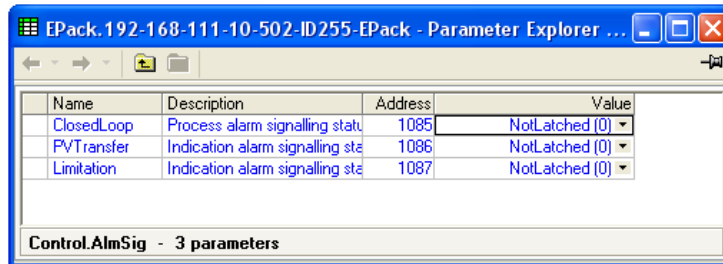 EPack.192-168-111-10-502-ID255-EPack - Parameter Explorer ...
Name Description Address Value
ClosedLoop Process alarm signalling statu 1085 NotLatched (0)
PVTransfer Indication alarm signalling sta 1086 NotLatched (0)
Limitation Indication alarm signalling sta 1087 NotLatched (0)
Control.AlmSig - 3 parameters